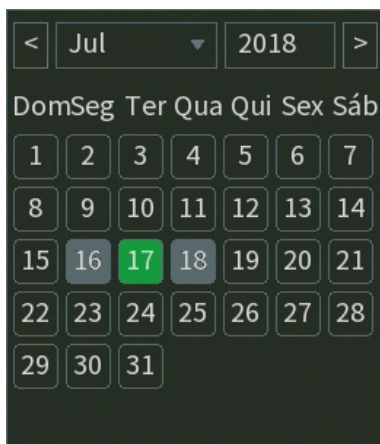 < Jul 2018 >
Dom Seg Ter Qua Qui Sex Sáb
1 2 3 4 5 6 7
8 9 10 11 12 13 14
15 16 17 18 19 20 21
22 23 24 25 26 27 28
29 30 31